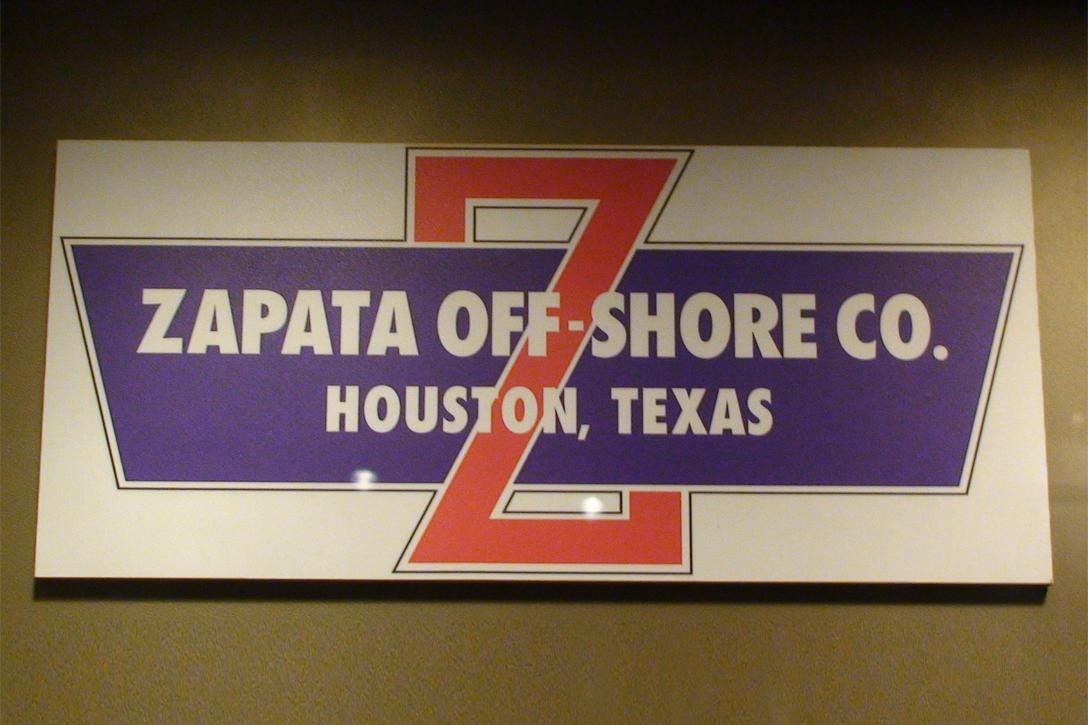 Z
ZAPATA OFF-SHORE CO.
HOUSTON, TEXAS